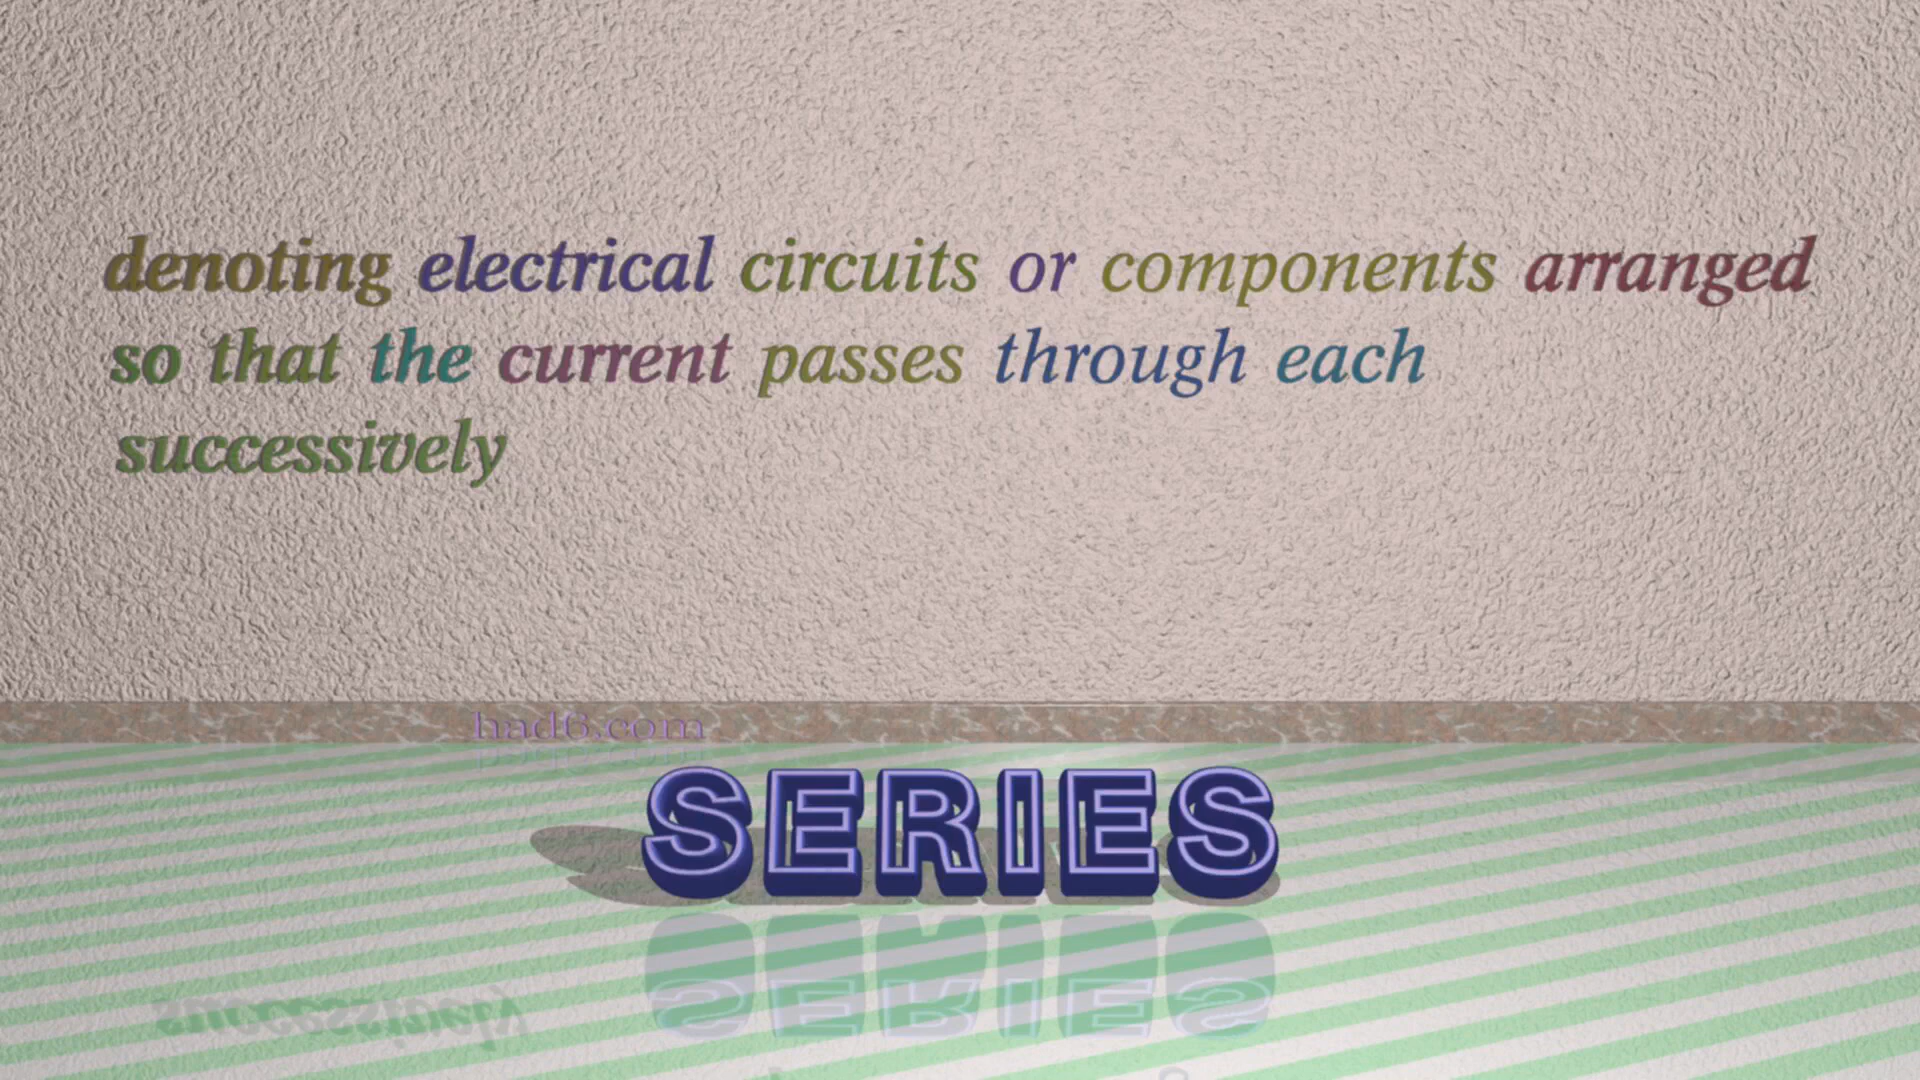 denoting electrical circuits or components arranged
so that the current passes through each
successively
had6.com
SERIES